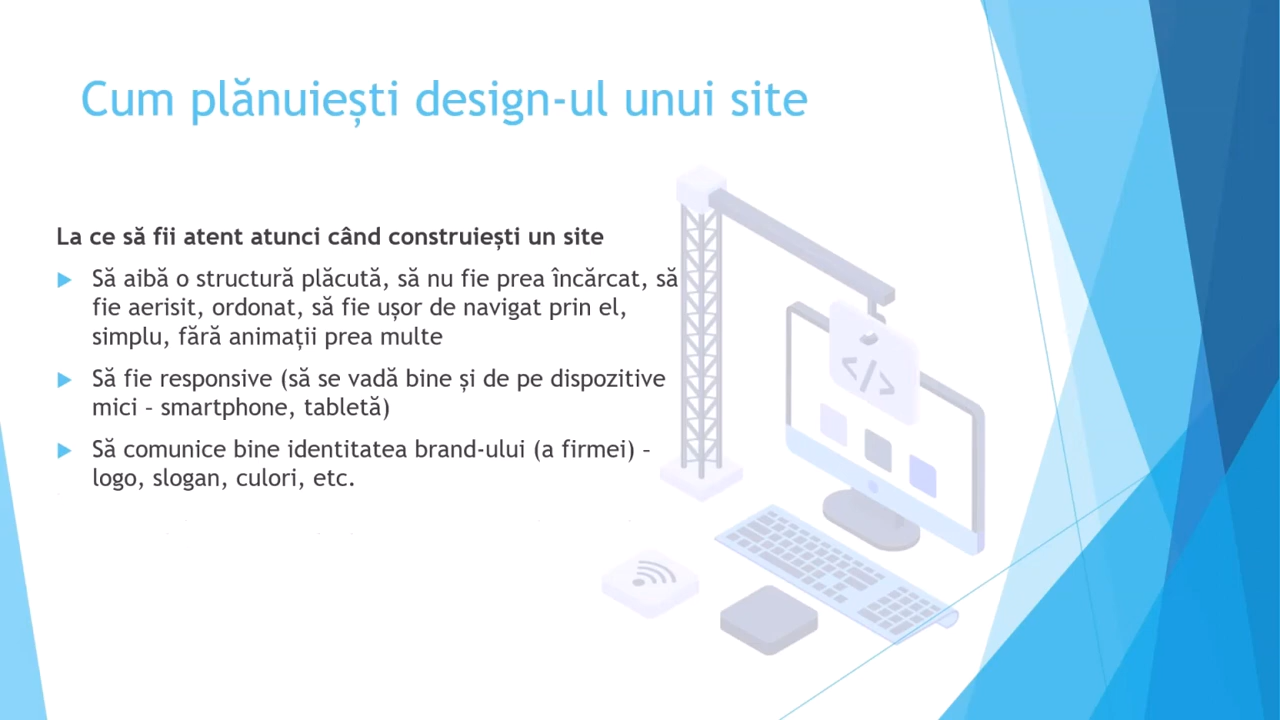 Cum plănuiești design-ul unui site
La ce să fii atent atunci când construiești un site
Să aibă o structură plăcută, să nu fie prea încărcat, să
fie aerisit, ordonat, să fie ușor de navigat prin el,
simplu, fără animații prea multe
Să fie responsive (să se vadă bine și de pe dispozitive
mici – smartphone, tabletă)
Să comunice bine identitatea brand-ului (a firmei) –
logo, slogan, culori, etc.
</>